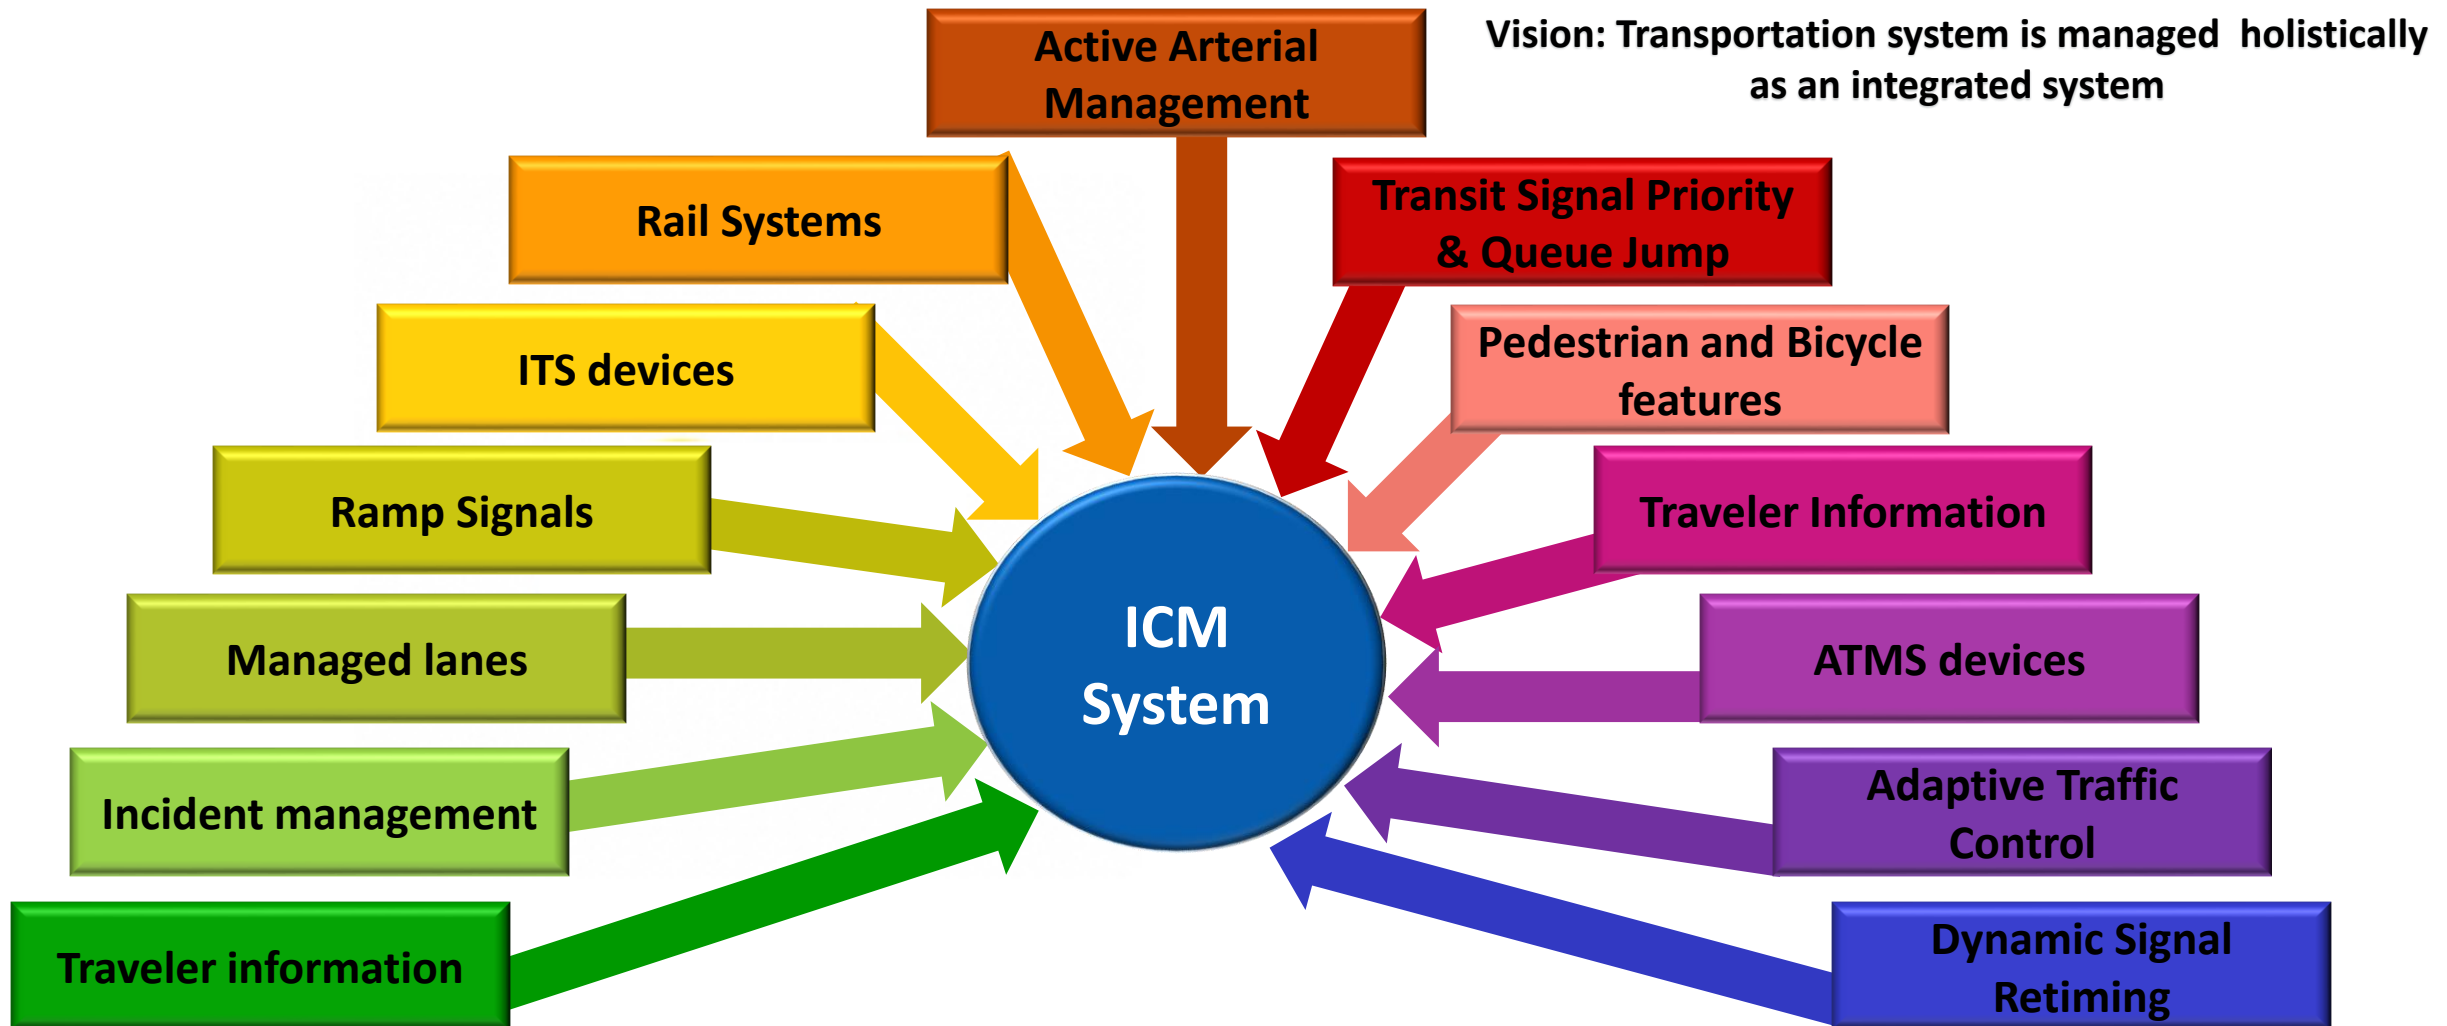 Vision: Transportation system is managed holistically
as an integrated system
Active Arterial
Management
Rail Systems
Transit Signal Priority
& Queue Jump
ITS devices
Pedestrian and Bicycle
features
Ramp Signals
Traveler Information
Managed lanes
ATMS devices
ICM
System
Incident management
Adaptive Traffic
Control
Traveler information
Dynamic Signal
Retiming